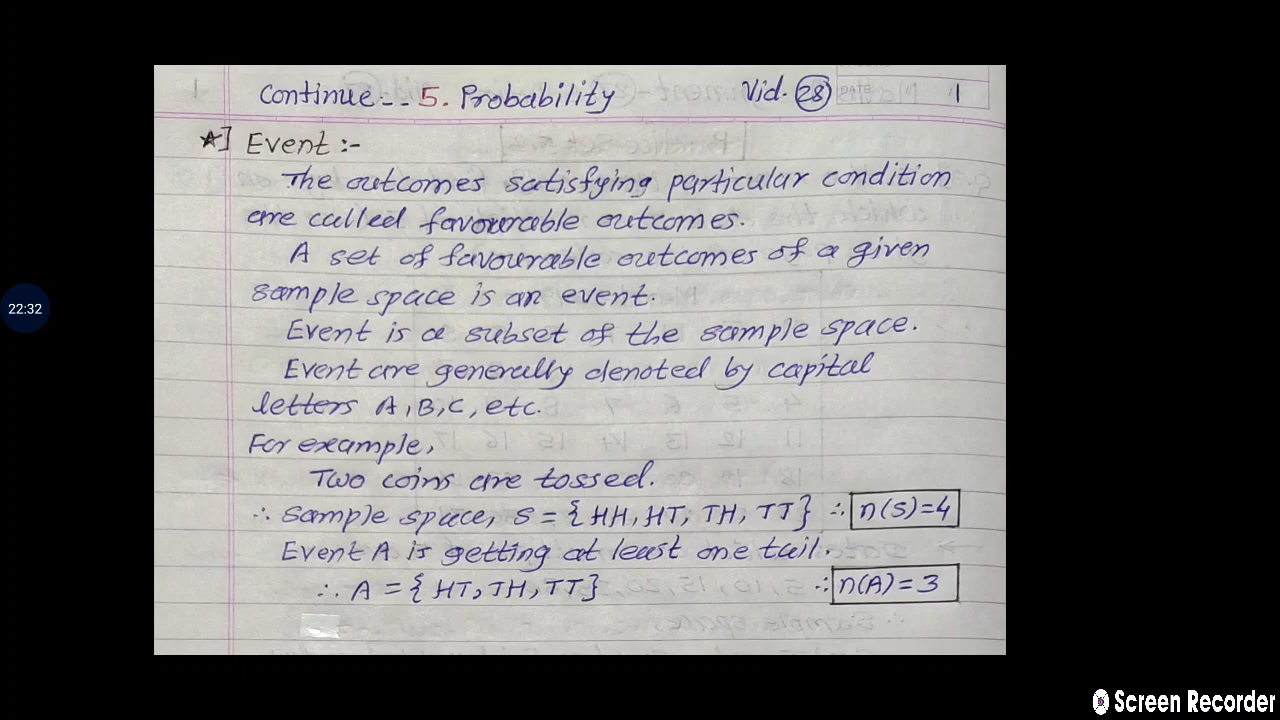 Continue -- 5. Probability Vid. 28 DATE 1
★] Event :-
The outcomes satisfying particular condition
are called favourable outcomes.
A set of favourable outcomes of a given
sample space is an event.
Event is a subset of the sample space.
Event are generally denoted by capital
letters A, B, C, etc.
For example,
Two coins are tossed.
∴ Sample space, S = {HH, HT, TH, TT} ∴ n(S)=4
Event A is getting at least one tail.
∴ A = {HT, TH, TT} ∴ n(A) = 3
22:32
Screen Recorder